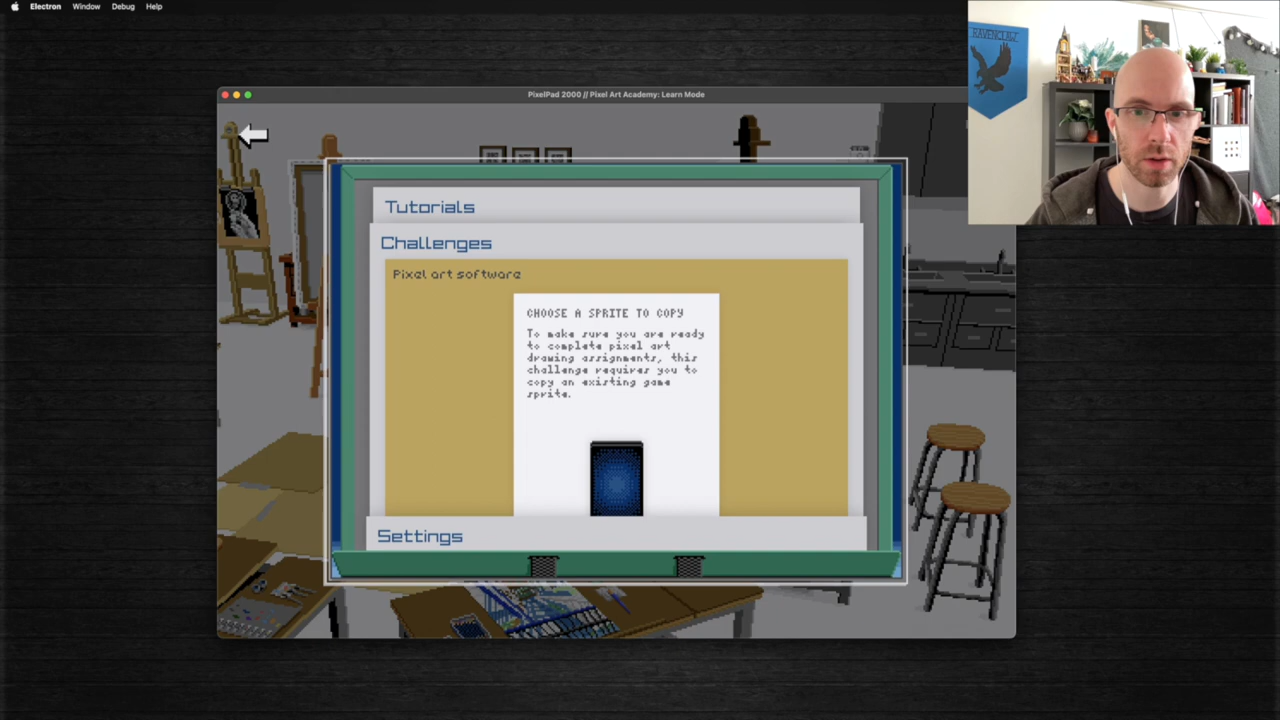 Electron Window Debug Help
RAVENCLAW
PixelPad 2000 // Pixel Art Academy: Learn Mode
Tutorials
Challenges
Pixel art software
CHOOSE A SPRITE TO COPY
To make sure you are ready
to complete pixel art
drawing assignments, this
challenge requires you to
copy an existing game
sprite.
Settings